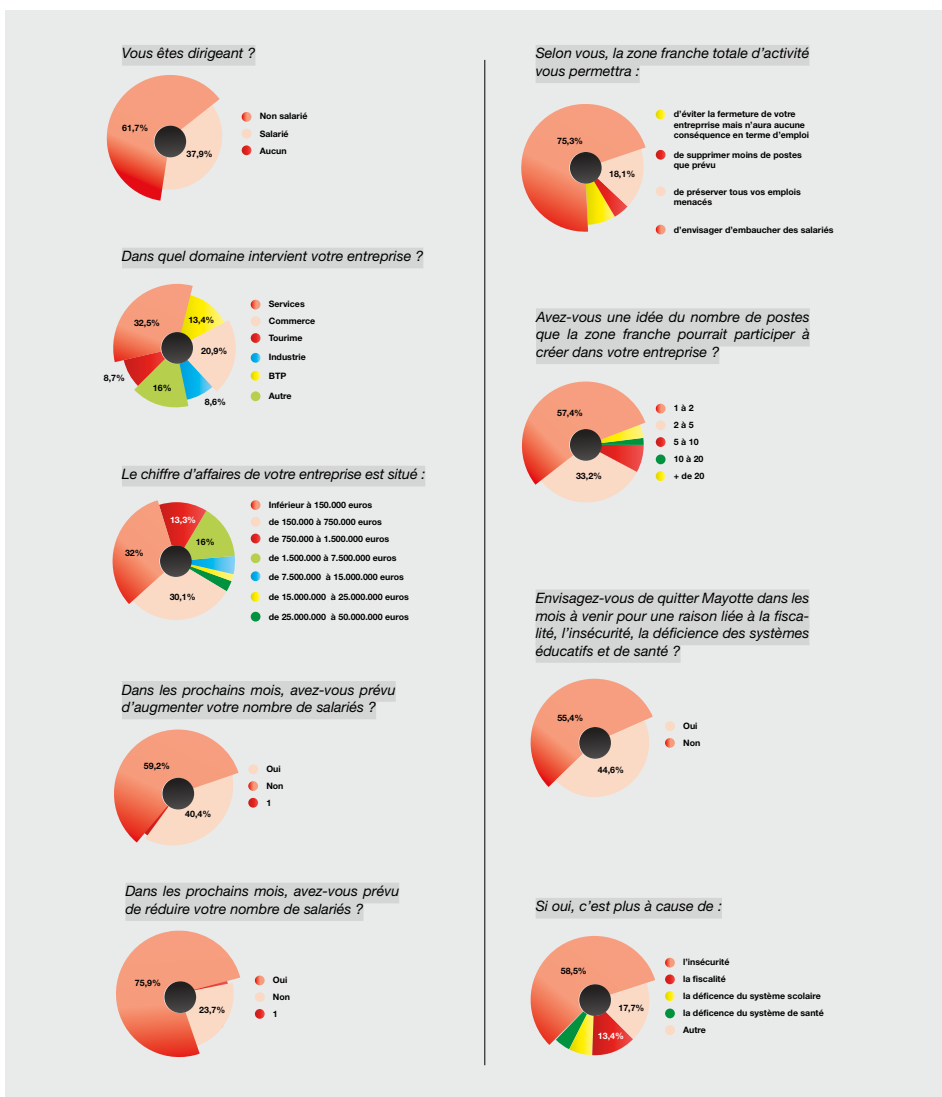 Vous êtes dirigeant ?
61,7%
37,9%
Non salarié
Salarié
Aucun
Dans quel domaine intervient votre entreprise ?
32,5%
13,4%
20,9%
8,7%
16%
8,6%
Services
Commerce
Tourime
Industrie
BTP
Autre
Le chiffre d'affaires de votre entreprise est situé :
13,3%
16%
32%
30,1%
Inférieur à 150.000 euros
de 150.000 à 750.000 euros
de 750.000 à 1.500.000 euros
de 1.500.000 à 7.500.000 euros
de 7.500.000 à 15.000.000 euros
de 15.000.000 à 25.000.000 euros
de 25.000.000 à 50.000.000 euros
Dans les prochains mois, avez-vous prévu
d'augmenter votre nombre de salariés ?
59,2%
40,4%
Oui
Non
1
Dans les prochains mois, avez-vous prévu
de réduire votre nombre de salariés ?
75,9%
23,7%
Oui
Non
1
Selon vous, la zone franche totale d'activité
vous permettra :
75,3%
18,1%
d'éviter la fermeture de votre
entreprrise mais n'aura aucune
conséquence en terme d'emploi
de supprimer moins de postes
que prévu
de préserver tous vos emplois
menacés
d'envisager d'embaucher des salariés
Avez-vous une idée du nombre de postes
que la zone franche pourrait participer à
créer dans votre entreprise ?
57,4%
33,2%
1 à 2
2 à 5
5 à 10
10 à 20
+ de 20
Envisagez-vous de quitter Mayotte dans les
mois à venir pour une raison liée à la fisca-
lité, l'insécurité, la déficience des systèmes
éducatifs et de santé ?
55,4%
44,6%
Oui
Non
Si oui, c'est plus à cause de :
58,5%
17,7%
13,4%
l'insécurité
la fiscalité
la déficence du système scolaire
la déficence du système de santé
Autre